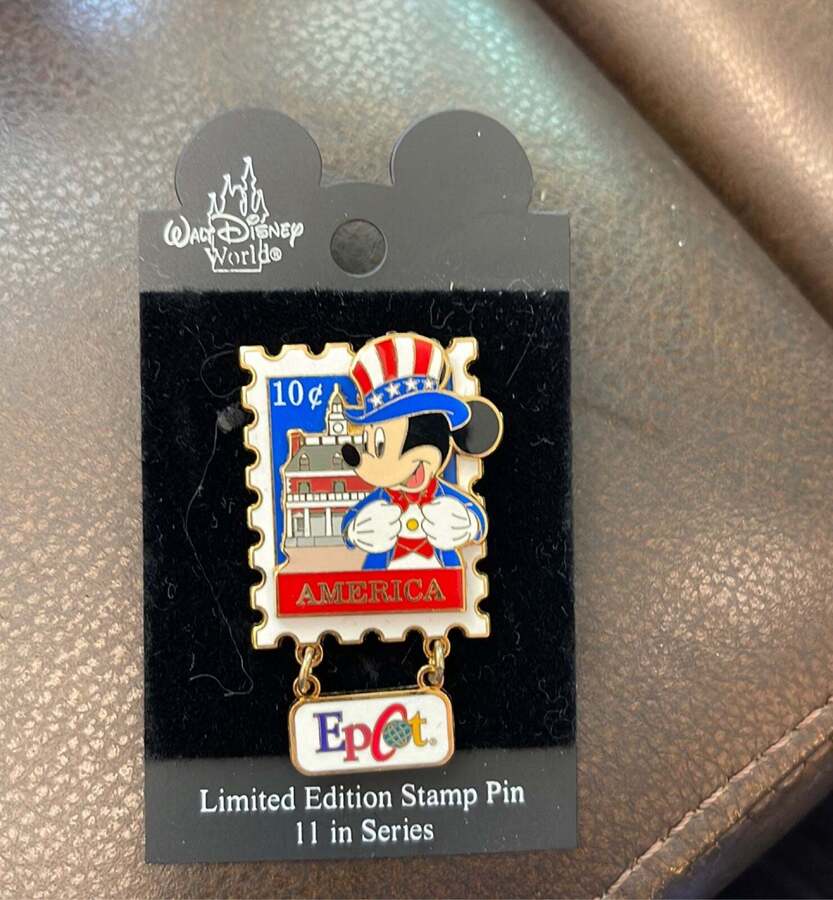 WALT DISNEY
World®
10¢
AMERICA
Epcot®
Limited Edition Stamp Pin
11 in Series